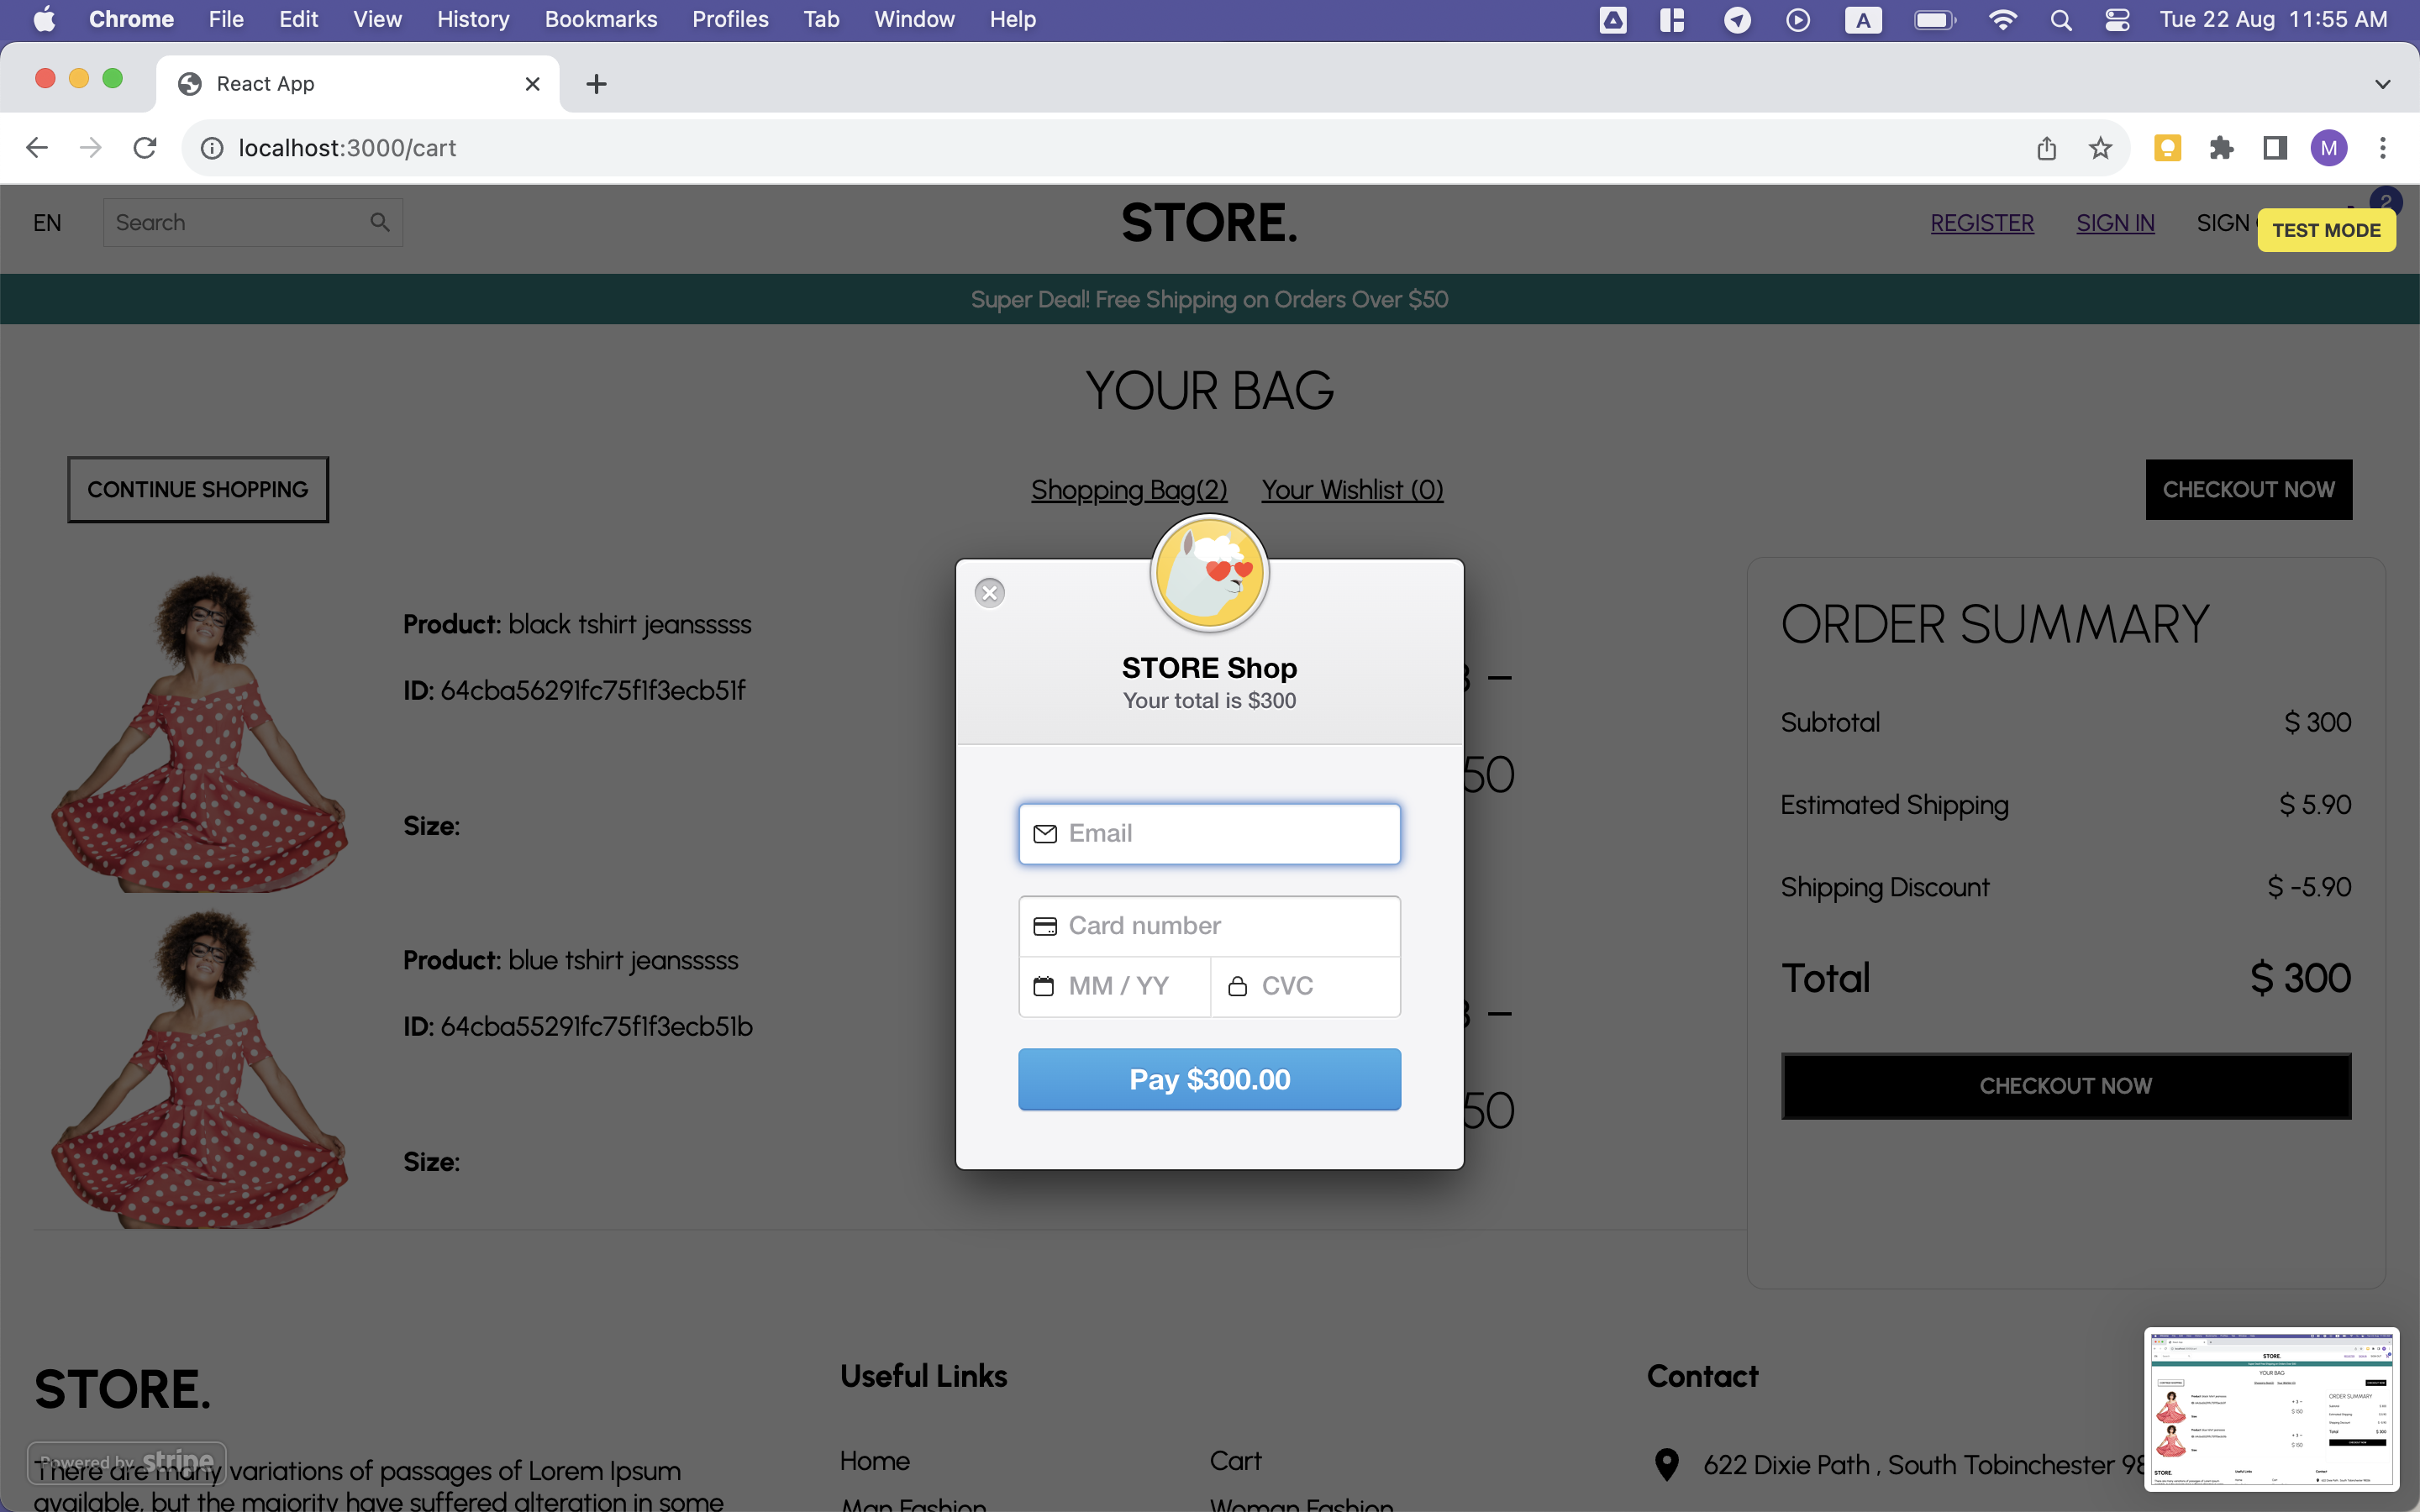 Chrome File Edit View History Bookmarks Profiles Tab Window Help A Tue 22 Aug 11:55 AM
React App
localhost:3000/cart M
EN Search STORE. REGISTER SIGN IN SIGN 2
TEST MODE
Super Deal! Free Shipping on Orders Over $50
YOUR BAG
CONTINUE SHOPPING Shopping Bag(2) Your Wishlist (0) CHECKOUT NOW
Product: black tshirt jeansssss
ID: 64cba56291fc75f1f3ecb51f
Size:
Product: blue tshirt jeansssss
ID: 64cba55291fc75f1f3ecb51b
Size:
3 –
50
3 –
50
STORE Shop
Your total is $300
Email
Card number
MM / YY CVC
Pay $300.00
ORDER SUMMARY
Subtotal $ 300
Estimated Shipping $ 5.90
Shipping Discount $ -5.90
Total $ 300
CHECKOUT NOW
STORE.
Powered by stripe
There are many variations of passages of Lorem Ipsum
available, but the majority have suffered alteration in some
Useful Links
Home Cart
Man Fashion Woman Fashion
Contact
622 Dixie Path , South Tobinchester 98